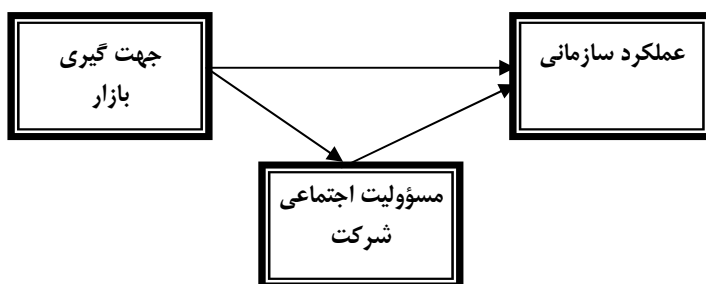 جهت گیری
بازار
عملکرد سازمانی
مسؤولیت اجتماعی
شرکت